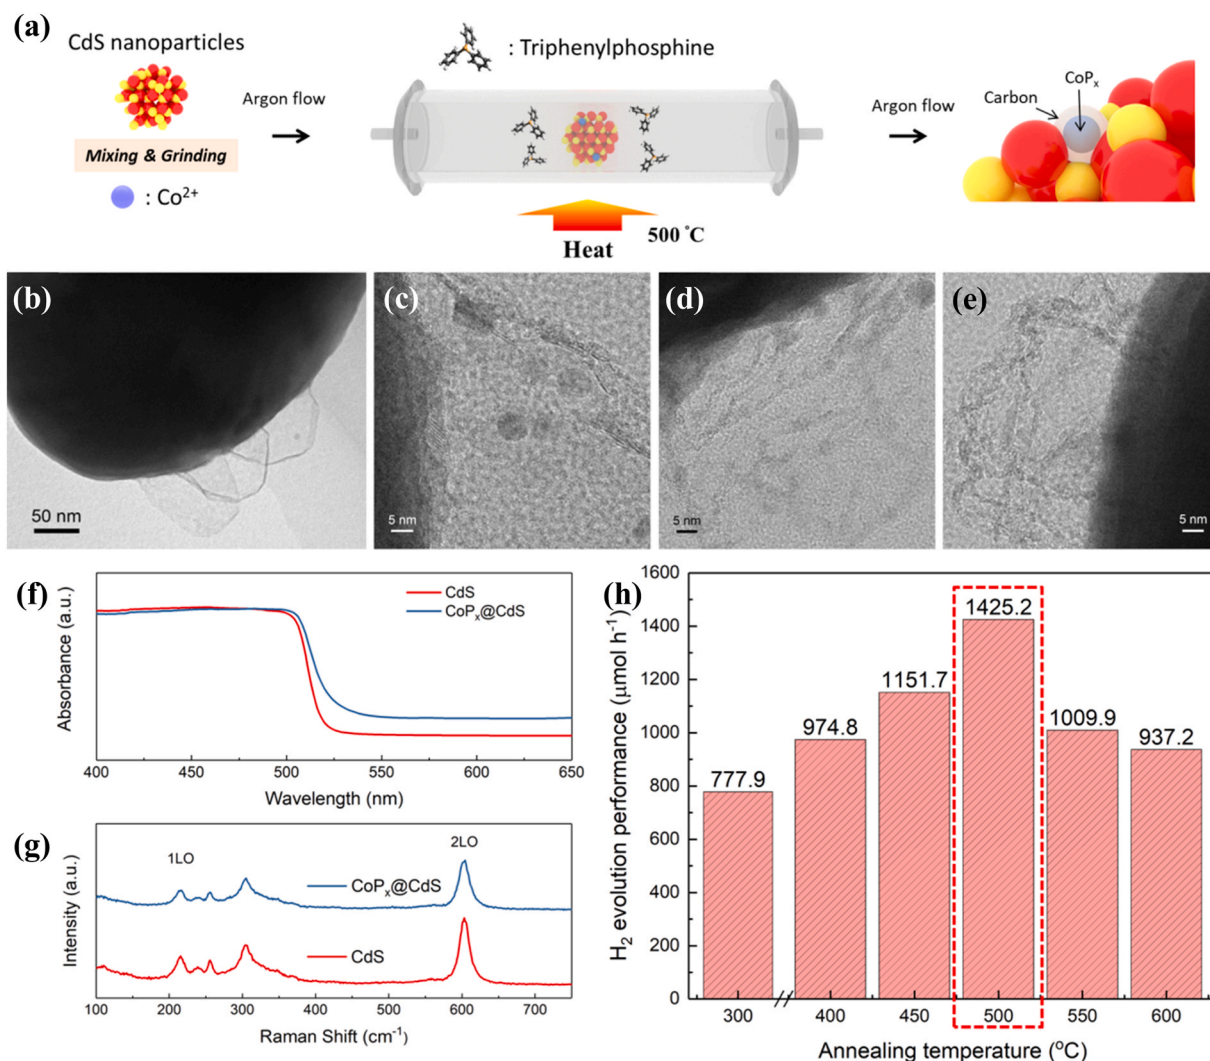 (a)
CdS nanoparticles
Mixing & Grinding
: Co²⁺
Argon flow
: Triphenylphosphine
Heat
500 °C
Argon flow
Carbon
CoPₓ
(b)
50 nm
(c)
5 nm
(d)
5 nm
(e)
5 nm
(f)
Absorbance (a.u.)
CdS
CoPₓ@CdS
400 450 500 550 600 650
Wavelength (nm)
(g)
Intensity (a.u.)
1LO
2LO
CoPₓ@CdS
CdS
100 200 300 400 500 600 700
Raman Shift (cm⁻¹)
(h)
H₂ evolution performance (μmol h⁻¹)
1600
1400
1200
1000
800
600
400
200
0
777.9
974.8
1151.7
1425.2
1009.9
937.2
300 400 450 500 550 600
Annealing temperature (°C)